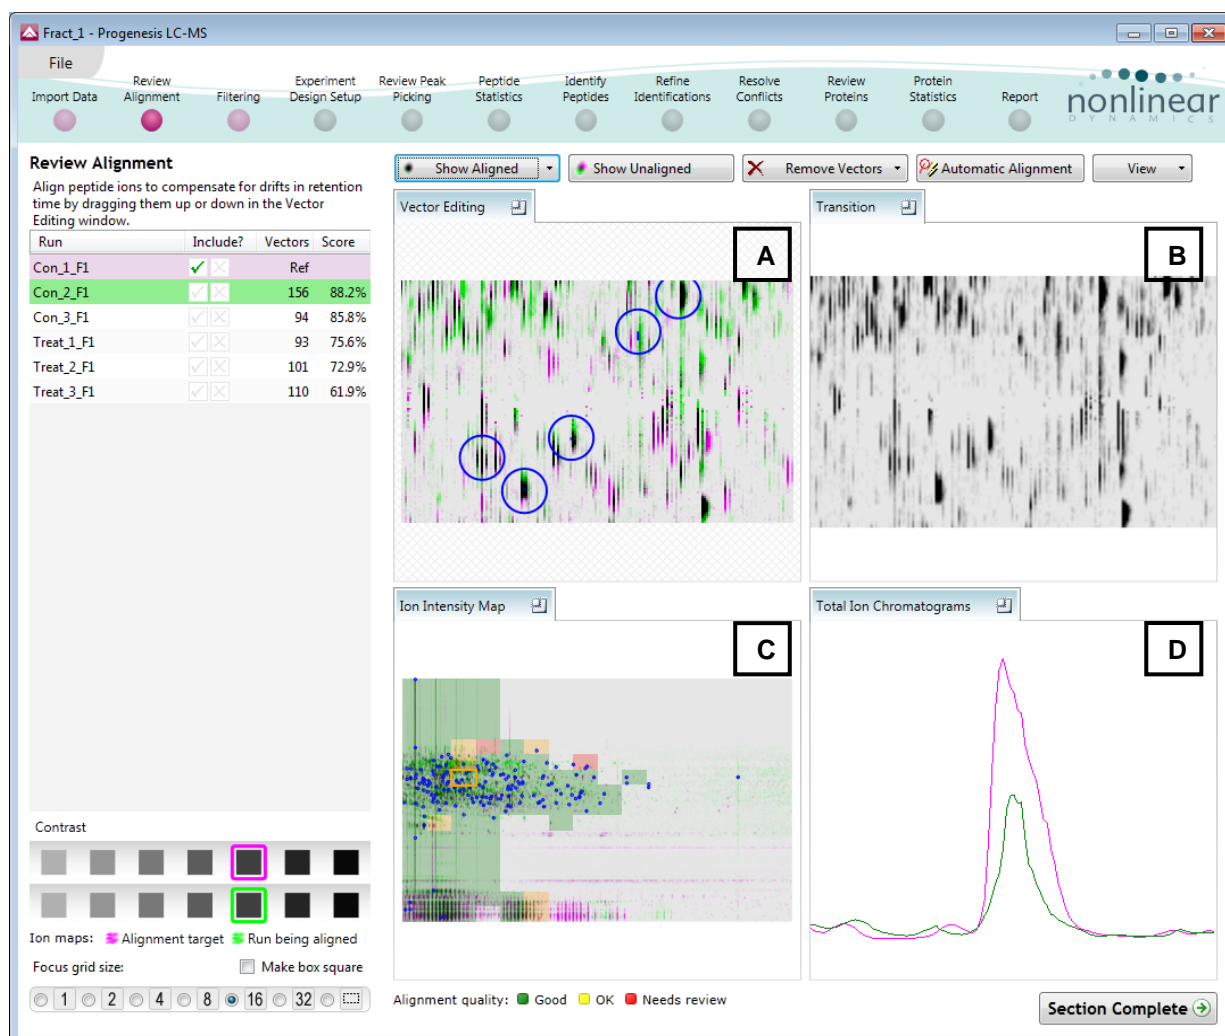 Fract_1 - Progenesis LC-MS
File
Import Data
Review Alignment
Filtering
Experiment Design Setup
Review Peak Picking
Peptide Statistics
Identify Peptides
Refine Identifications
Resolve Conflicts
Review Proteins
Protein Statistics
Report
nonlinear
DYNAMICS
Review Alignment
Align peptide ions to compensate for drifts in retention
time by dragging them up or down in the Vector
Editing window.
Run Include? Vectors Score
Con_1_F1 Ref
Con_2_F1 156 88.2%
Con_3_F1 94 85.8%
Treat_1_F1 93 75.6%
Treat_2_F1 101 72.9%
Treat_3_F1 110 61.9%
Contrast
Ion maps: Alignment target Run being aligned
Focus grid size: Make box square
1 2 4 8 16 32
Show Aligned Show Unaligned Remove Vectors Automatic Alignment View
Vector Editing
A
Transition
B
Ion Intensity Map
C
Total Ion Chromatograms
D
Alignment quality: Good OK Needs review
Section Complete